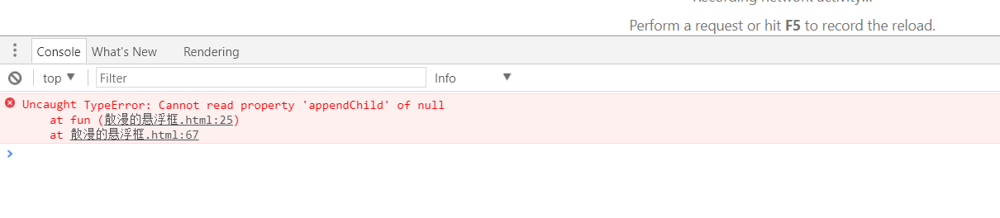 Recording network activity...
Perform a request or hit F5 to record the reload.
Console What's New Rendering
top Filter Info
Uncaught TypeError: Cannot read property 'appendChild' of null
at fun (散漫的悬浮框.html:25)
at 散漫的悬浮框.html:67